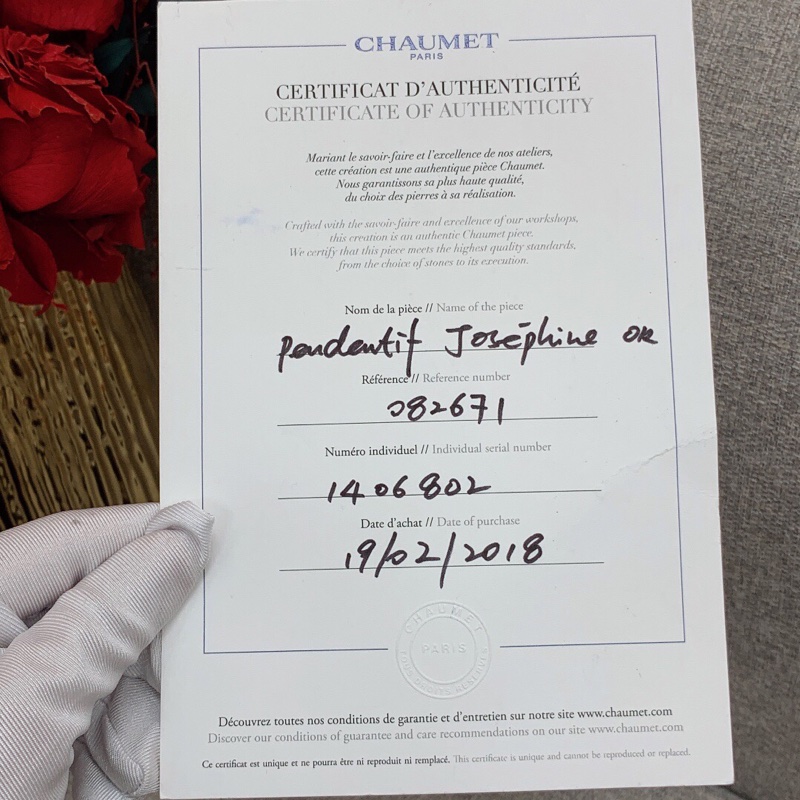 CHAUMET
PARIS
CERTIFICAT D'AUTHENTICITÉ
CERTIFICATE OF AUTHENTICITY
Mariant le savoir-faire et l'excellence de nos ateliers,
cette création est une authentique pièce Chaumet.
Nous garantissons sa plus haute qualité,
du choix des pierres à sa réalisation.
Crafted with the savoir-faire and excellence of our workshops,
this creation is an authentic Chaumet piece.
We certify that this piece meets the highest quality standards,
from the choice of stones to its execution.
Nom de la pièce // Name of the piece
Pendentif Joséphine OR
Référence // Reference number
082671
Numéro individuel // Individual serial number
1406802
Date d'achat // Date of purchase
19/02/2018
CHAUMET
PARIS
TOUS DROITS RÉSERVÉS
Découvrez toutes nos conditions de garantie et d'entretien sur notre site www.chaumet.com
Discover our conditions of guarantee and care recommendations on our site www.chaumet.com
Ce certificat est unique et ne pourra être ni reproduit ni remplacé. This certificate is unique and cannot be reproduced or replaced.